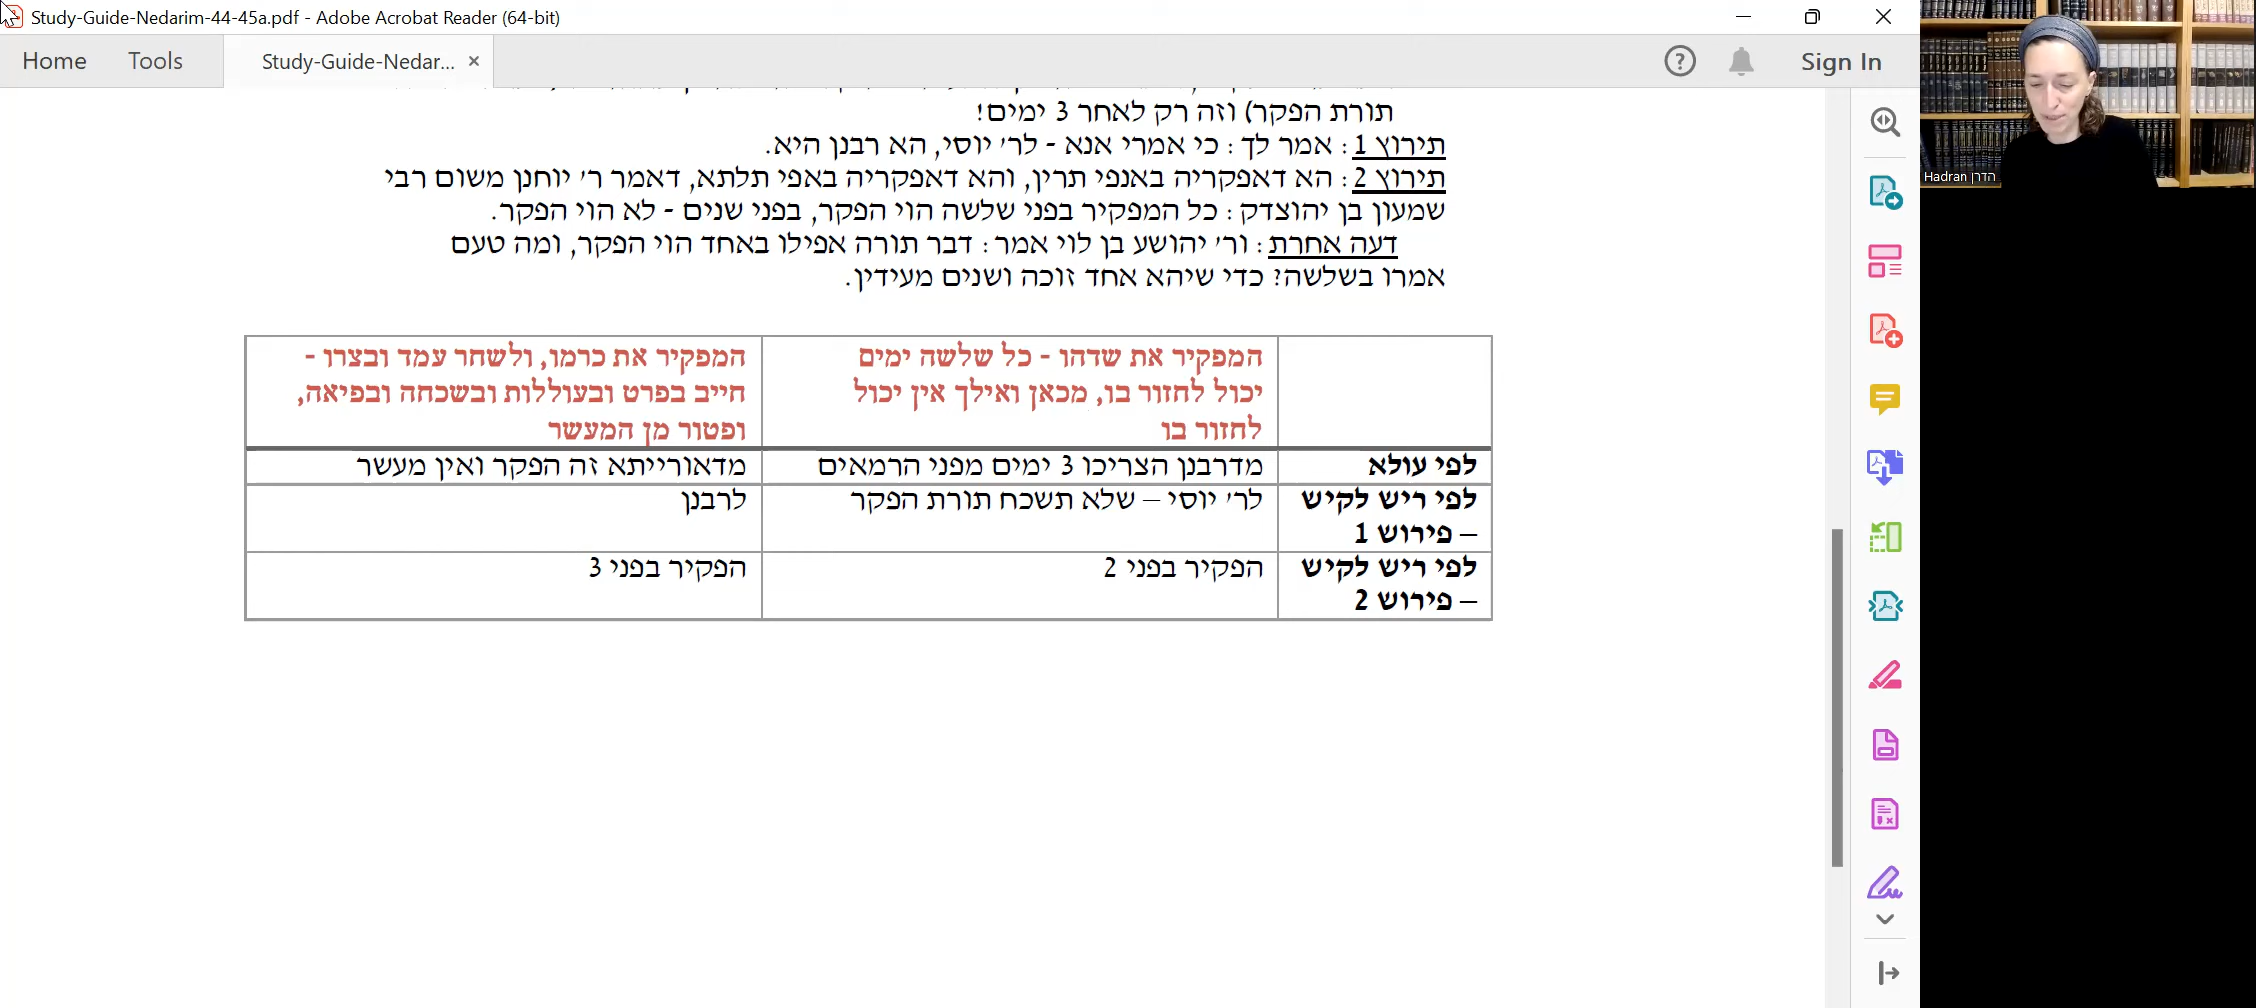 Study-Guide-Nedarim-44-45a.pdf - Adobe Acrobat Reader (64-bit)
Home Tools Study-Guide-Nedar... × Sign In
תורת הפקר) וזה רק לאחר 3 ימים!
תירוץ 1: אמר לך: כי אמרי אנא - לר' יוסי, הא רבנן היא.
תירוץ 2: הא דאפקריה באנפי תרין, והא דאפקריה באפי תלתא, דאמר ר' יוחנן משום רבי
שמעון בן יהוצדק: כל המפקיר בפני שלשה הוי הפקר, בפני שנים - לא הוי הפקר.
דעה אחרת: ור' יהושע בן לוי אמר: דבר תורה אפילו באחד הוי הפקר, ומה טעם
אמרו בשלשה? כדי שיהא אחד זוכה ושנים מעידין.
המפקיר את שדהו - כל שלשה ימים
יכול לחזור בו, מכאן ואילך אין יכול
לחזור בו
המפקיר את כרמו, ולשחר עמד ובצרו -
חייב בפרט ובעוללות ובשכחה ובפיאה,
ופטור מן המעשר
לפי עולא
מדרבנן הצריכו 3 ימים מפני הרמאים
מדאורייתא זה הפקר ואין מעשר
לפי ריש לקיש
– פירוש 1
לר' יוסי – שלא תשכח תורת הפקר
לרבנן
לפי ריש לקיש
– פירוש 2
הפקיר בפני 2
הפקיר בפני 3
Hadran הדרן